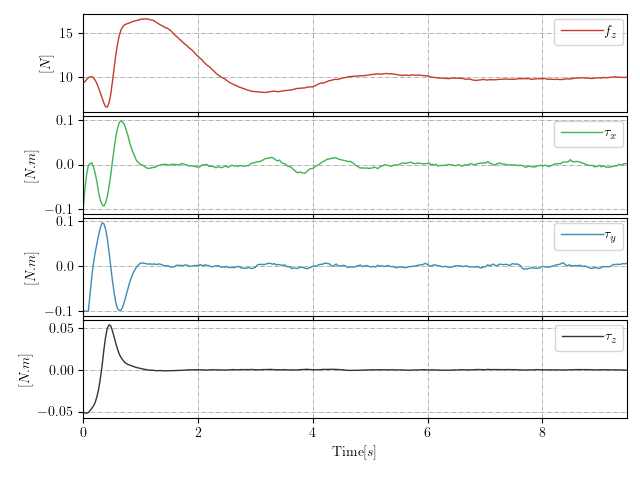 15
10
[N]
f_z
0.1
0.0
−0.1
[N.m]
τ_x
0.1
0.0
−0.1
[N.m]
τ_y
0.05
0.00
−0.05
[N.m]
τ_z
0 2 4 6 8
Time[s]